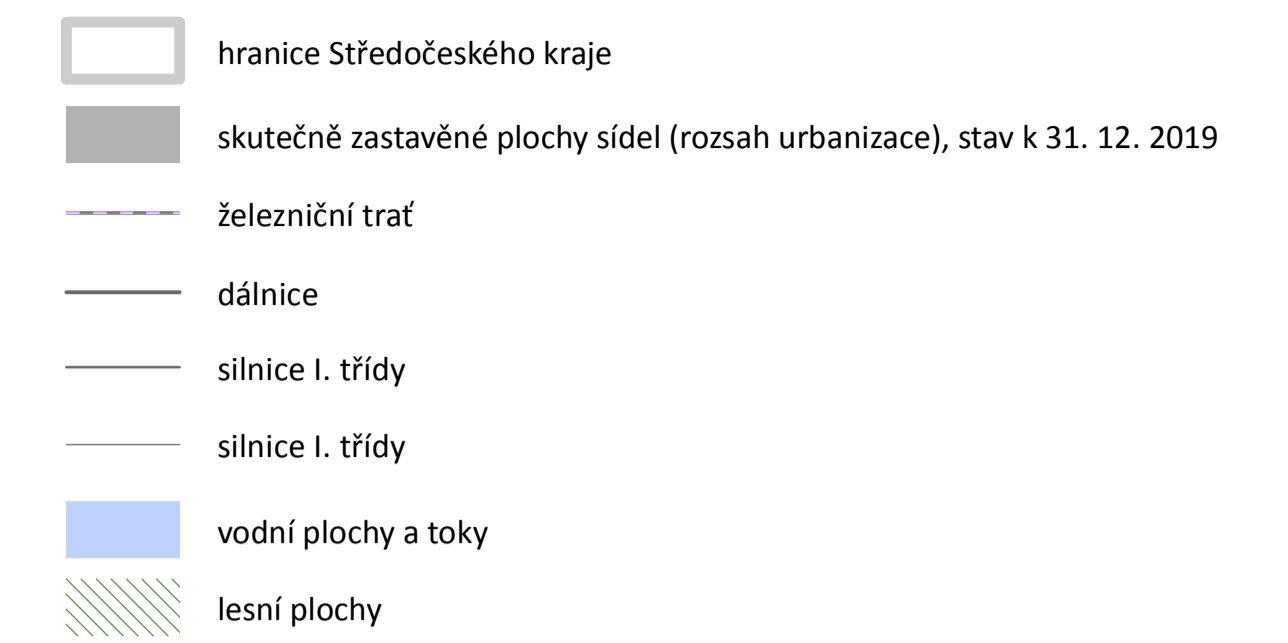 hranice Středočeského kraje
skutečně zastavěné plochy sídel (rozsah urbanizace), stav k 31. 12. 2019
železniční trať
dálnice
silnice I. třídy
silnice I. třídy
vodní plochy a toky
lesní plochy